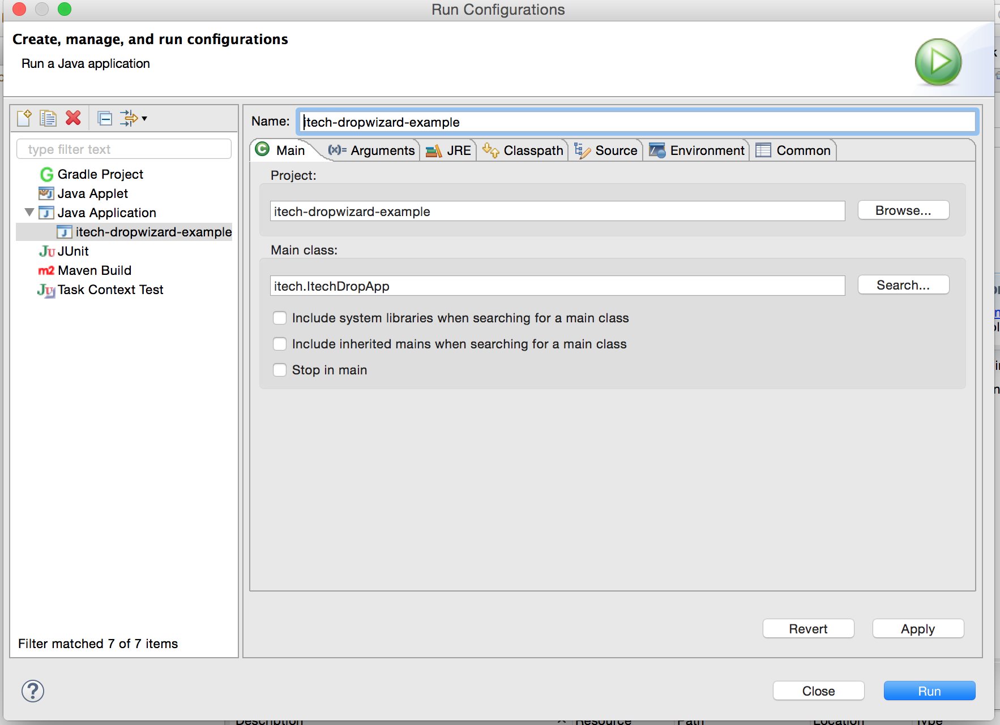 Run Configurations
Create, manage, and run configurations
Run a Java application
type filter text
Gradle Project
Java Applet
Java Application
itech-dropwizard-example
JUnit
Maven Build
Task Context Test
Filter matched 7 of 7 items
Name: itech-dropwizard-example
Main (x)= Arguments JRE Classpath Source Environment Common
Project:
itech-dropwizard-example Browse...
Main class:
itech.ItechDropApp Search...
Include system libraries when searching for a main class
Include inherited mains when searching for a main class
Stop in main
Revert Apply
? Close Run
Description Resource Path Location Type